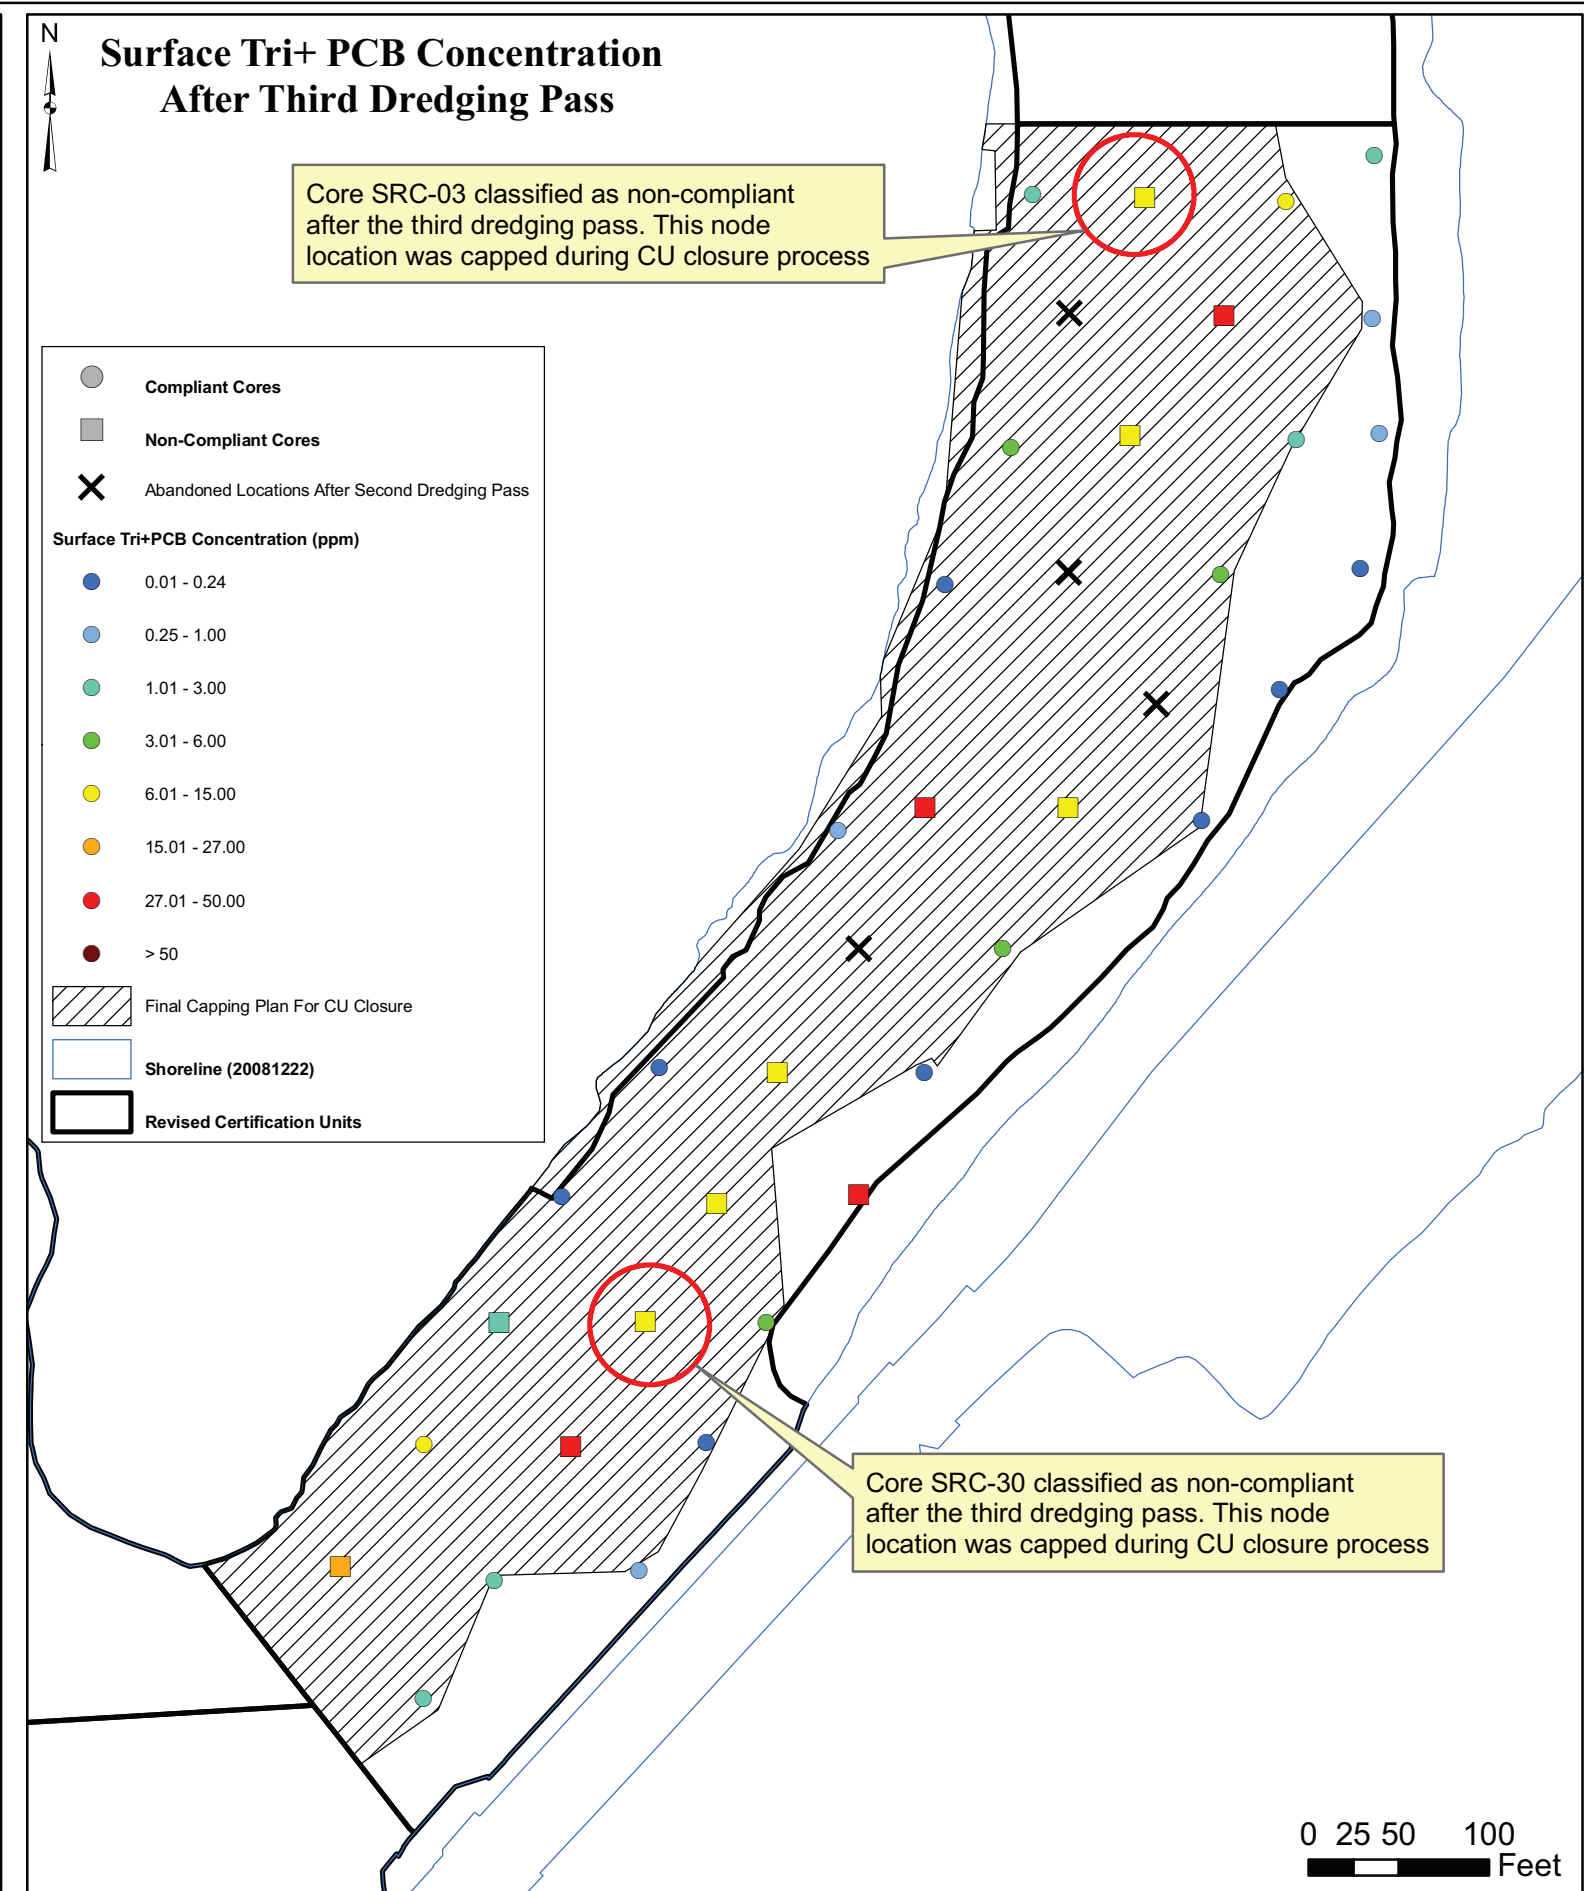 N
Surface Tri+ PCB Concentration
After Third Dredging Pass
Core SRC-03 classified as non-compliant
after the third dredging pass. This node
location was capped during CU closure process
Compliant Cores
Non-Compliant Cores
Abandoned Locations After Second Dredging Pass
Surface Tri+PCB Concentration (ppm)
0.01 - 0.24
0.25 - 1.00
1.01 - 3.00
3.01 - 6.00
6.01 - 15.00
15.01 - 27.00
27.01 - 50.00
> 50
Final Capping Plan For CU Closure
Shoreline (20081222)
Revised Certification Units
Core SRC-30 classified as non-compliant
after the third dredging pass. This node
location was capped during CU closure process
0 25 50 100
Feet